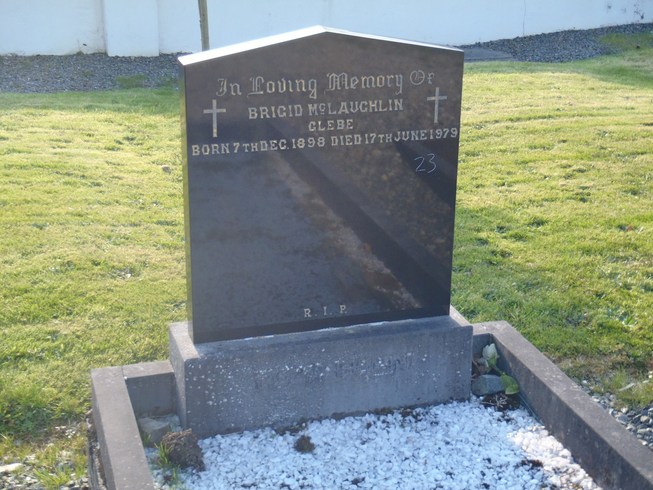 In Loving Memory Of
BRIGID McLAUGHLIN
GLEBE
BORN 7TH DEC. 1898 DIED 17TH JUNE 1979
23
R. I. P.